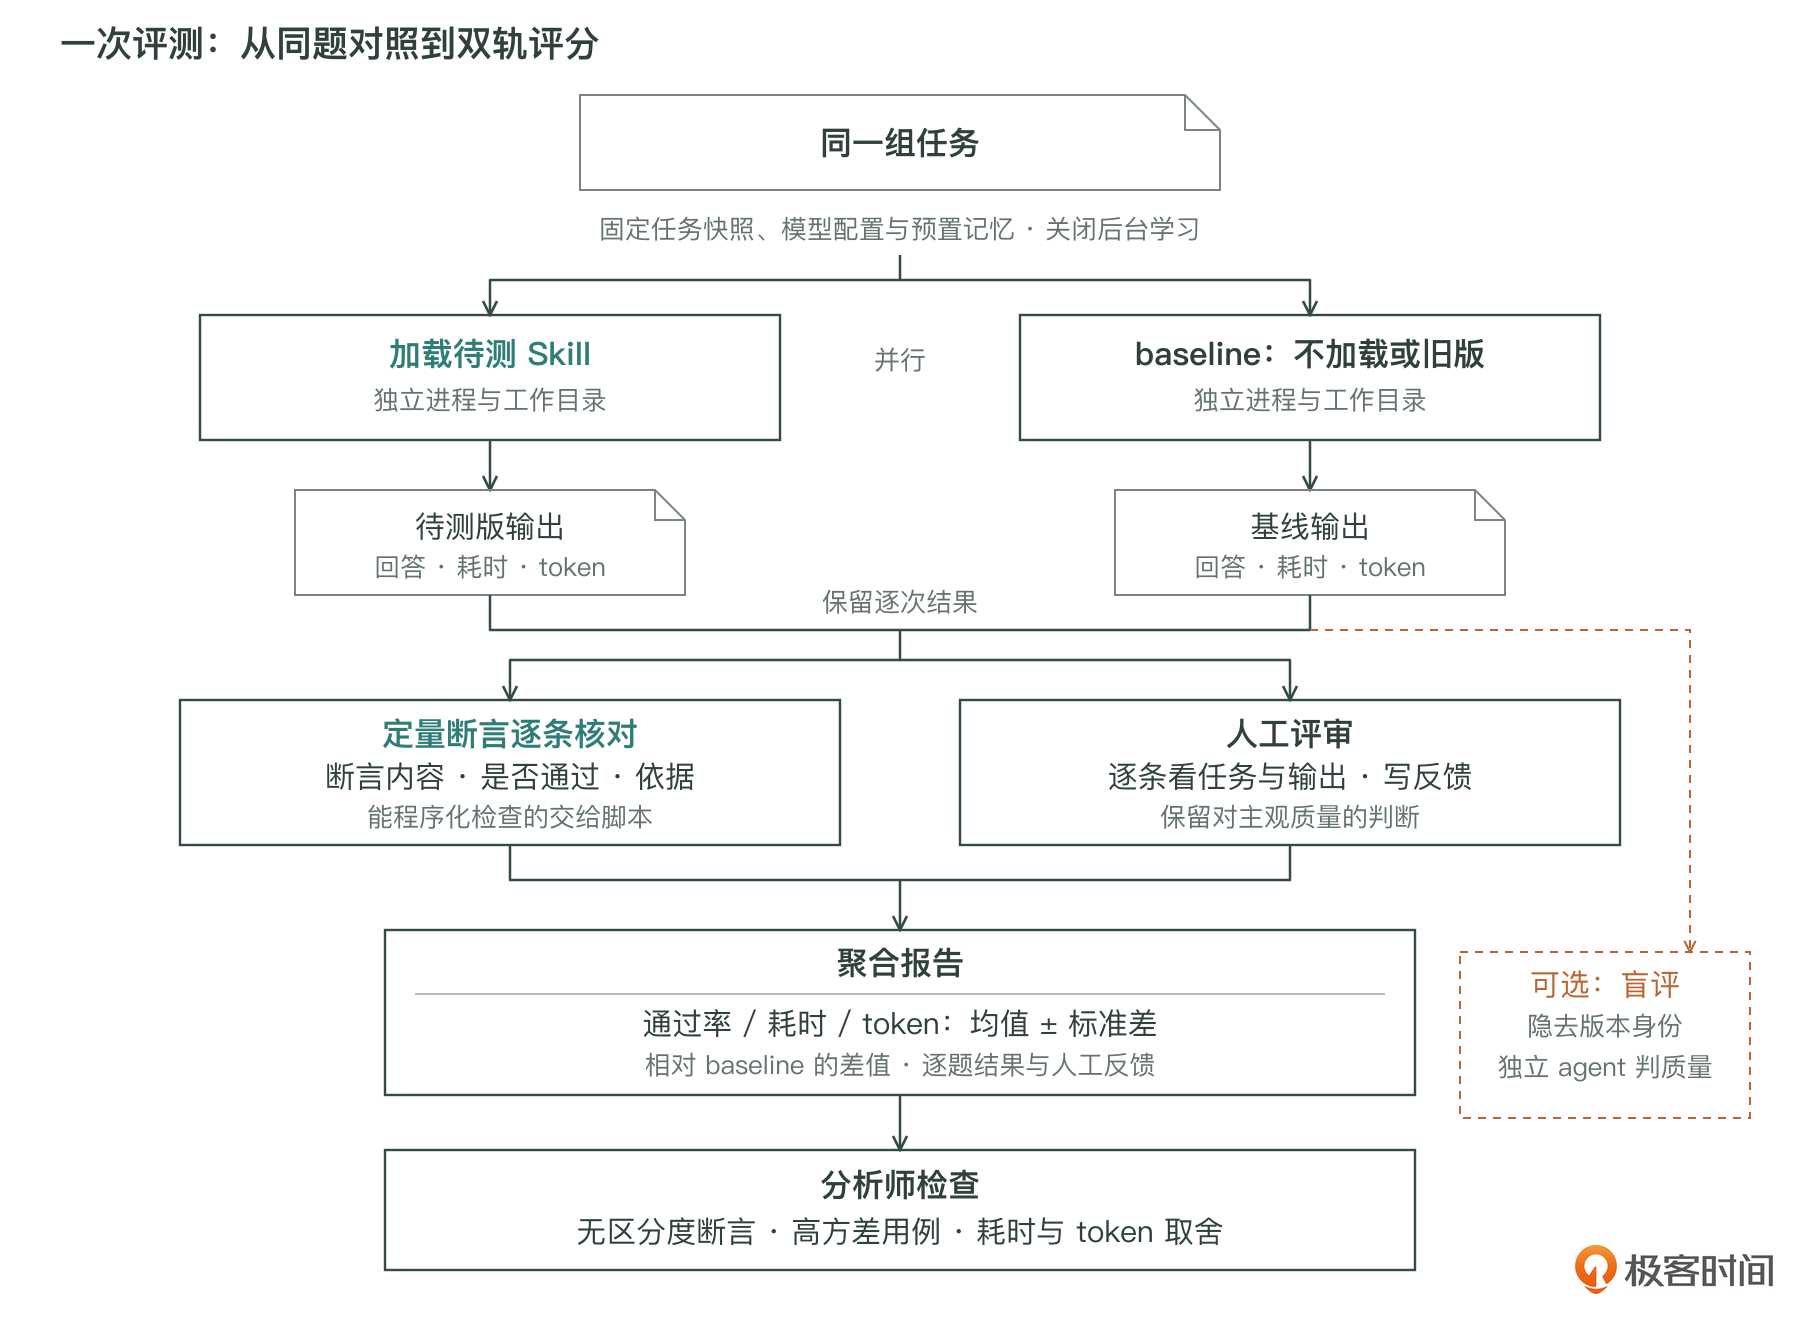 一次评测：从同题对照到双轨评分
同一组任务
固定任务快照、模型配置与预置记忆 · 关闭后台学习
加载待测 Skill
独立进程与工作目录
并行
baseline：不加载或旧版
独立进程与工作目录
待测版输出
回答 · 耗时 · token
基线输出
回答 · 耗时 · token
保留逐次结果
定量断言逐条核对
断言内容 · 是否通过 · 依据
能程序化检查的交给脚本
人工评审
逐条看任务与输出 · 写反馈
保留对主观质量的判断
聚合报告
通过率 / 耗时 / token：均值 ± 标准差
相对 baseline 的差值 · 逐题结果与人工反馈
可选：盲评
隐去版本身份
独立 agent 判质量
分析师检查
无区分度断言 · 高方差用例 · 耗时与 token 取舍
极客时间